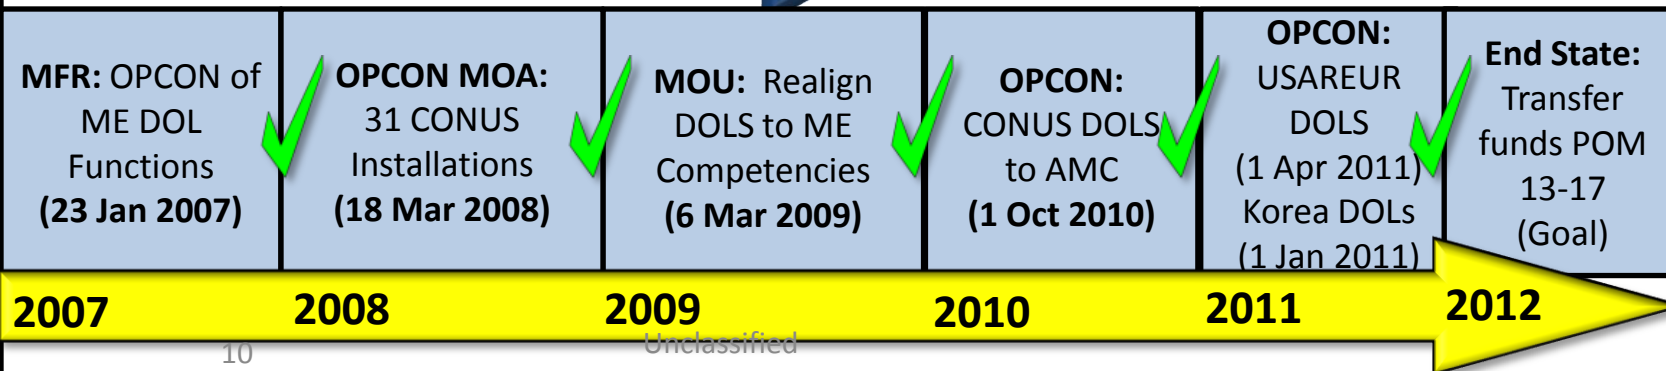 MFR: OPCON of
ME DOL
Functions
(23 Jan 2007)
OPCON MOA:
31 CONUS
Installations
(18 Mar 2008)
MOU: Realign
DOLS to ME
Competencies
(6 Mar 2009)
OPCON:
CONUS DOLS
to AMC
(1 Oct 2010)
OPCON:
USAREUR
DOLS
(1 Apr 2011)
Korea DOLs
(1 Jan 2011)
End State:
Transfer
funds POM
13-17
(Goal)
2007
2008
2009
2010
2011
2012
10
Unclassified